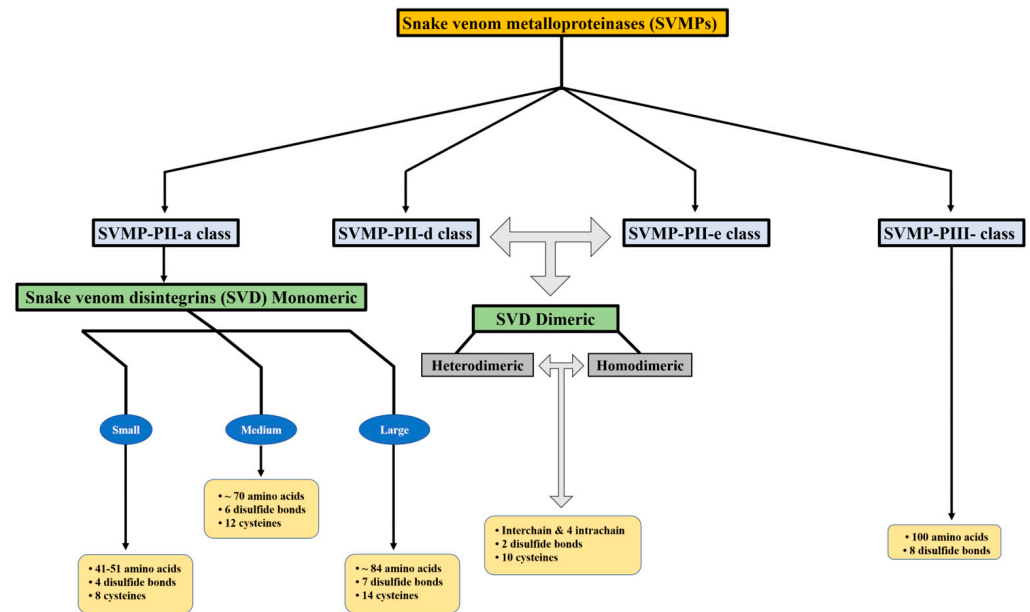 Snake venom metalloproteinases (SVMPs)
SVMP-PII-a class
SVMP-PII-d class
SVMP-PII-e class
SVMP-PIII- class
Snake venom disintegrins (SVD) Monomeric
SVD Dimeric
Heterodimeric
Homodimeric
Small
Medium
Large
• ~ 70 amino acids
• 6 disulfide bonds
• 12 cysteines
• Interchain & 4 intrachain
• 2 disulfide bonds
• 10 cysteines
• 100 amino acids
• 8 disulfide bonds
• 41-51 amino acids
• 4 disulfide bonds
• 8 cysteines
• ~ 84 amino acids
• 7 disulfide bonds
• 14 cysteines